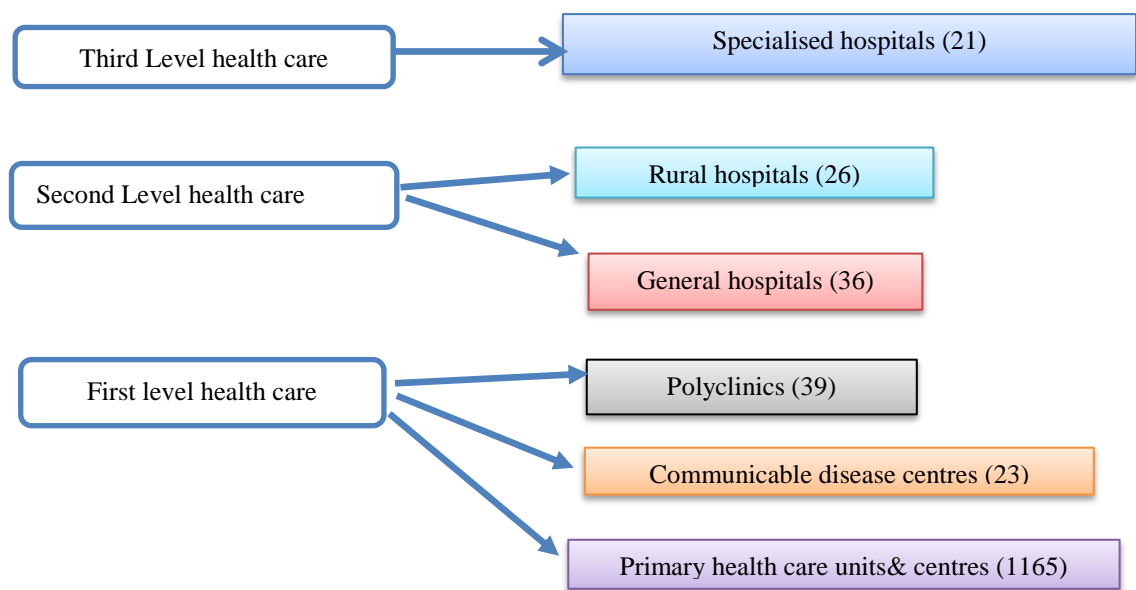 Third Level health care
Specialised hospitals (21)
Second Level health care
Rural hospitals (26)
General hospitals (36)
First level health care
Polyclinics (39)
Communicable disease centres (23)
Primary health care units& centres (1165)